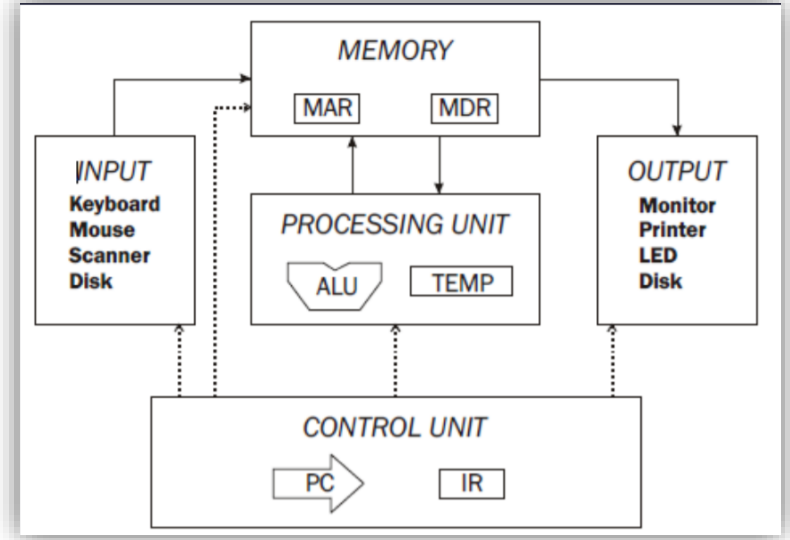 MEMORY
MAR
MDR
INPUT
Keyboard
Mouse
Scanner
Disk
PROCESSING UNIT
ALU
TEMP
OUTPUT
Monitor
Printer
LED
Disk
CONTROL UNIT
PC
IR